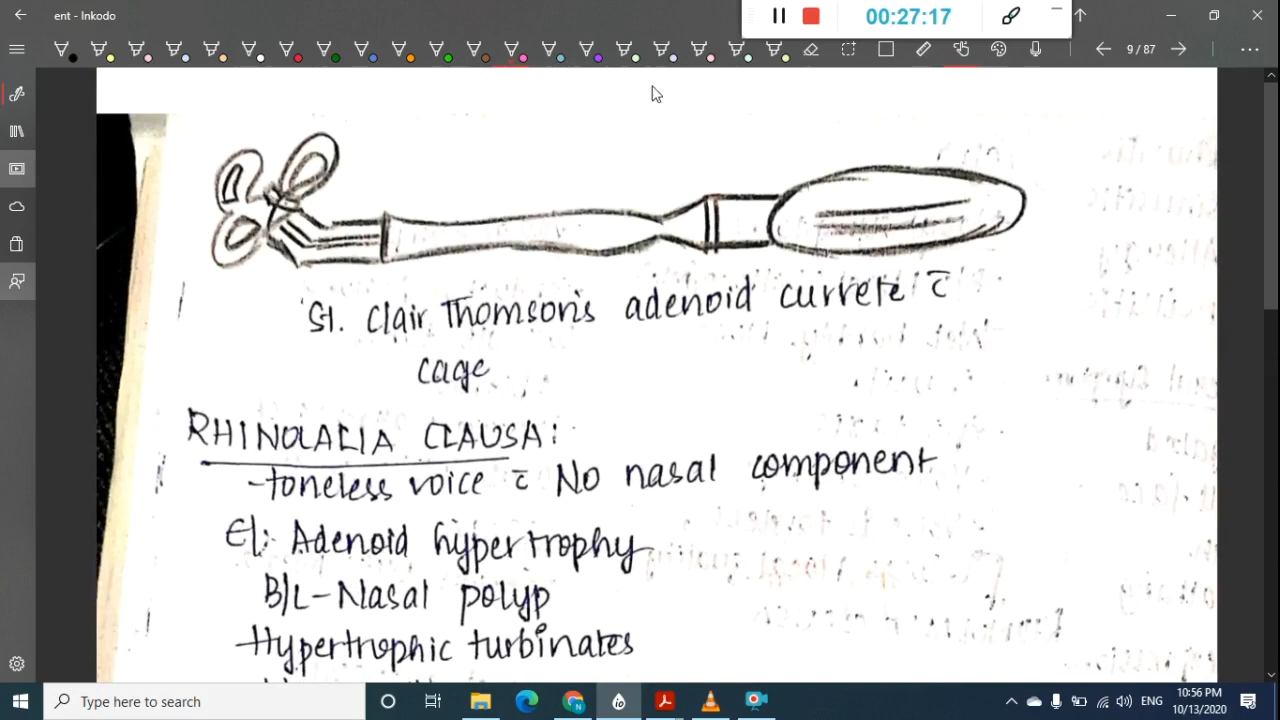 ent - Inkodo
00:27:17
9 / 87
St. Clair Thomson's adenoid currete c̄
cage
RHINOLALIA CLAUSA:
-toneless voice c̄ No nasal component
E/: Adenoid hypertrophy
B/L-Nasal polyp
Hypertrophic turbinates
Type here to search
ENG
10:56 PM
10/13/2020